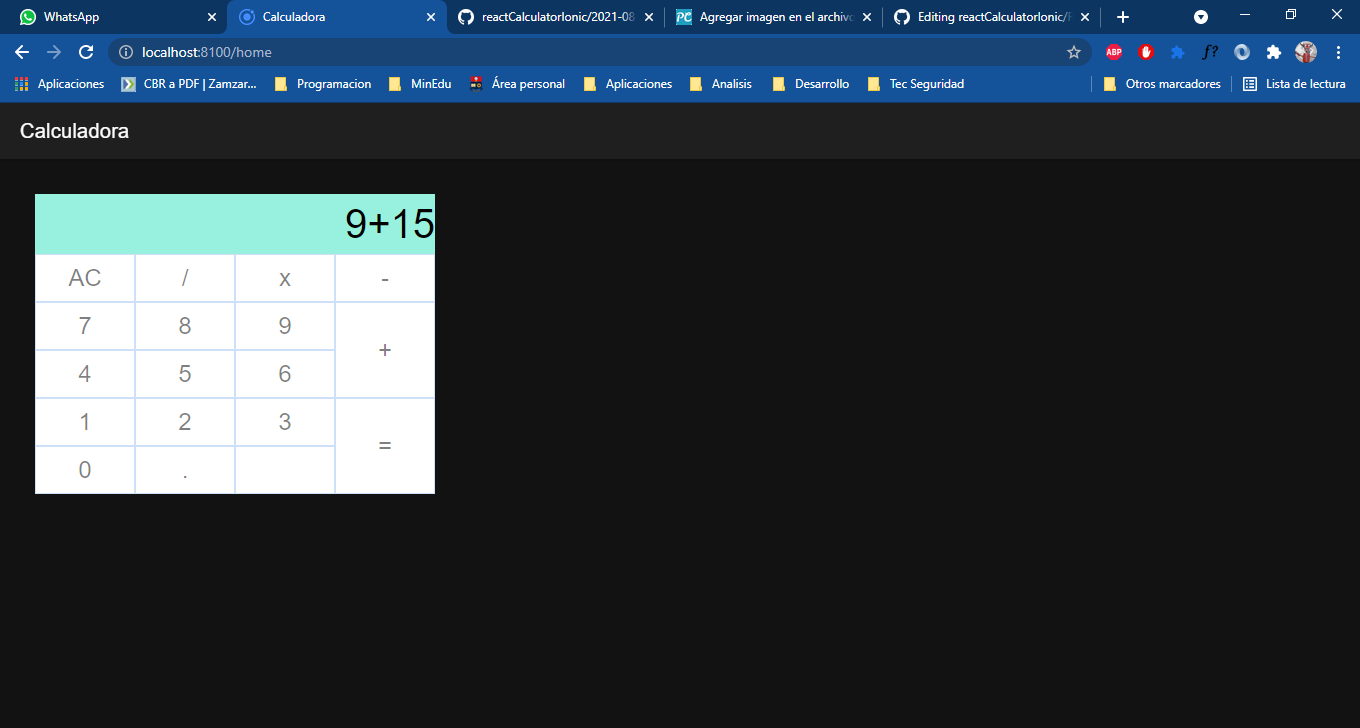 WhatsApp
Calculadora
reactCalculatorIonic/2021-08
Agregar imagen en el archivo
Editing reactCalculatorIonic/
localhost:8100/home
ABP
f?
Aplicaciones
CBR a PDF | Zamzar...
Programacion
MinEdu
Área personal
Aplicaciones
Analisis
Desarrollo
Tec Seguridad
Otros marcadores
Lista de lectura
Calculadora
9+15
AC / x -
7 8 9
+
4 5 6
1 2 3
=
0 .